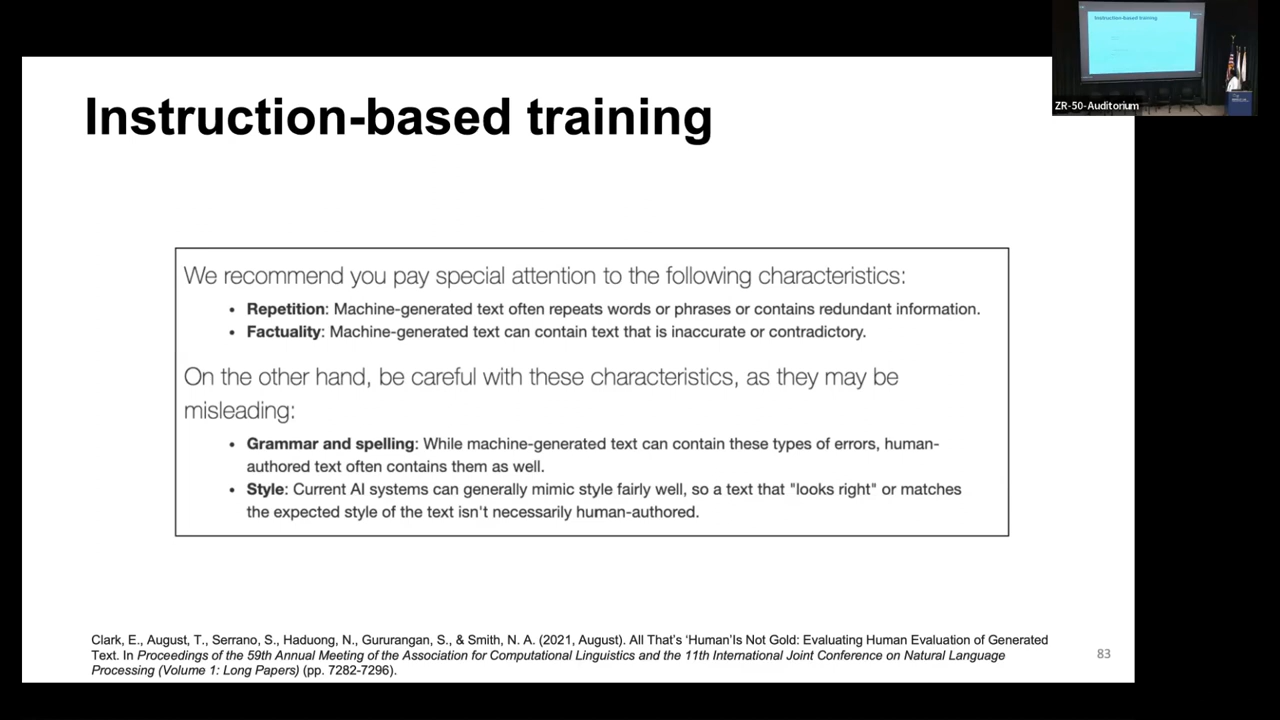 Instruction-based training
Instruction-based training
ZR-50-Auditorium
We recommend you pay special attention to the following characteristics:
• Repetition: Machine-generated text often repeats words or phrases or contains redundant information.
• Factuality: Machine-generated text can contain text that is inaccurate or contradictory.
On the other hand, be careful with these characteristics, as they may be
misleading:
• Grammar and spelling: While machine-generated text can contain these types of errors, human-
authored text often contains them as well.
• Style: Current AI systems can generally mimic style fairly well, so a text that "looks right" or matches
the expected style of the text isn't necessarily human-authored.
Clark, E., August, T., Serrano, S., Haduong, N., Gururangan, S., & Smith, N. A. (2021, August). All That's 'Human'Is Not Gold: Evaluating Human Evaluation of Generated
Text. In Proceedings of the 59th Annual Meeting of the Association for Computational Linguistics and the 11th International Joint Conference on Natural Language
Processing (Volume 1: Long Papers) (pp. 7282-7296).
83